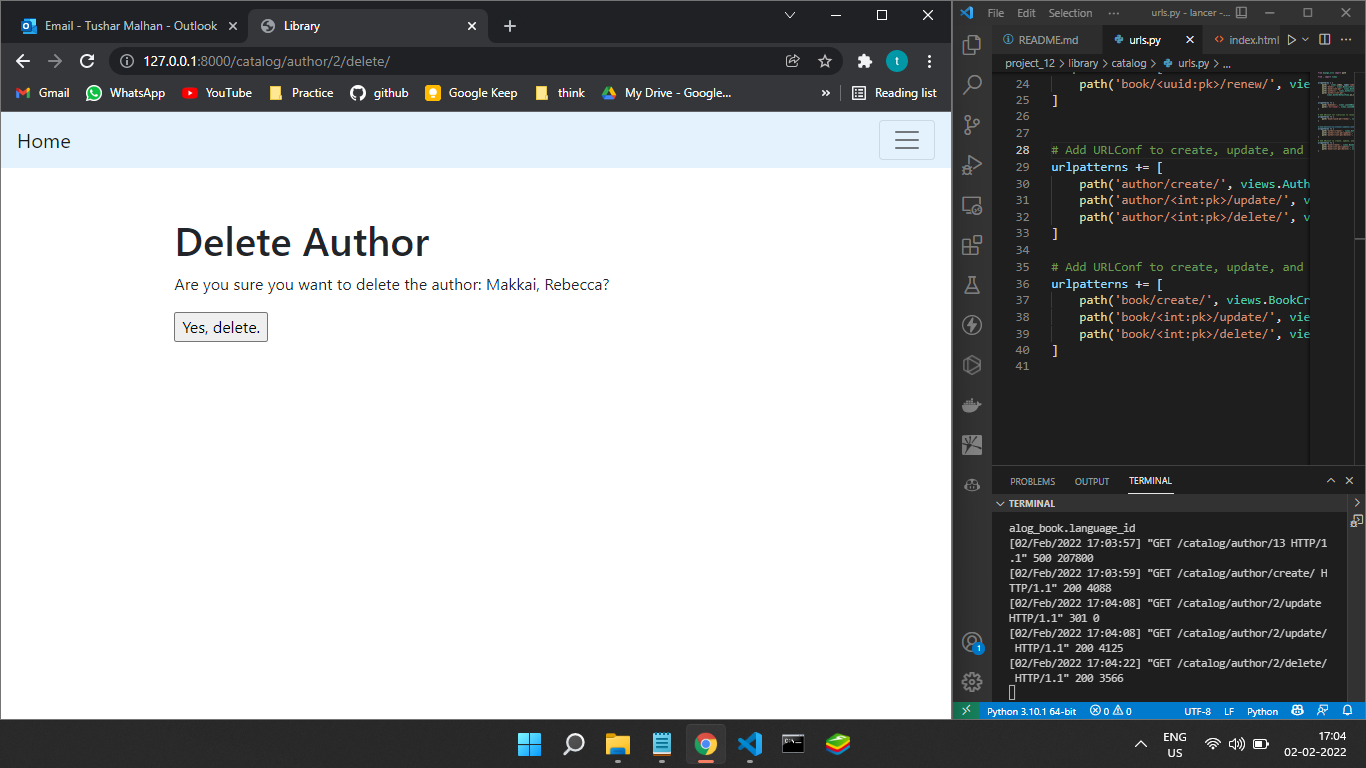 Email - Tushar Malhan - Outlook
Library
127.0.0.1:8000/catalog/author/2/delete/
t
Gmail
WhatsApp
YouTube
Practice
github
Google Keep
think
My Drive - Google...
»
Reading list
Home
Delete Author
Are you sure you want to delete the author: Makkai, Rebecca?
Yes, delete.
File Edit Selection ··· urls.py - lancer -...
README.md
urls.py
index.html
project_12 > library > catalog > urls.py > ...
24 path('book/<uuid:pk>/renew/', vie
25 ]
26
27
28 # Add URLConf to create, update, and
29 urlpatterns += [
30 path('author/create/', views.Auth
31 path('author/<int:pk>/update/', v
32 path('author/<int:pk>/delete/', v
33 ]
34
35 # Add URLConf to create, update, and
36 urlpatterns += [
37 path('book/create/', views.BookCr
38 path('book/<int:pk>/update/', vie
39 path('book/<int:pk>/delete/', vie
40 ]
41
PROBLEMS OUTPUT TERMINAL
TERMINAL
alog_book.language_id
[02/Feb/2022 17:03:57] "GET /catalog/author/13 HTTP/1
.1" 500 207800
[02/Feb/2022 17:03:59] "GET /catalog/author/create/ H
TTP/1.1" 200 4088
[02/Feb/2022 17:04:08] "GET /catalog/author/2/update
HTTP/1.1" 301 0
[02/Feb/2022 17:04:08] "GET /catalog/author/2/update/
HTTP/1.1" 200 4125
[02/Feb/2022 17:04:22] "GET /catalog/author/2/delete/
HTTP/1.1" 200 3566
1
Python 3.10.1 64-bit 0 0 UTF-8 LF Python
ENG
US
17:04
02-02-2022